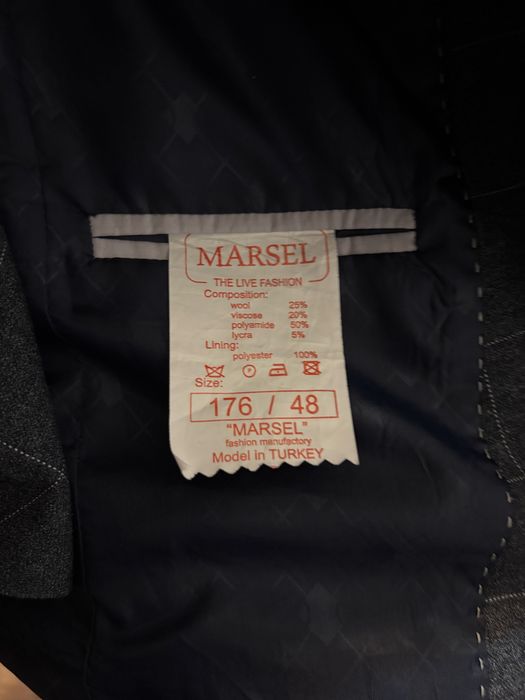 MARSEL
THE LIVE FASHION
Composition:
wool 25%
viscose 20%
polyamide 50%
lycra 5%
Lining:
polyester 100%
Size:
176 / 48
"MARSEL"
fashion menufactory
Model in TURKEY